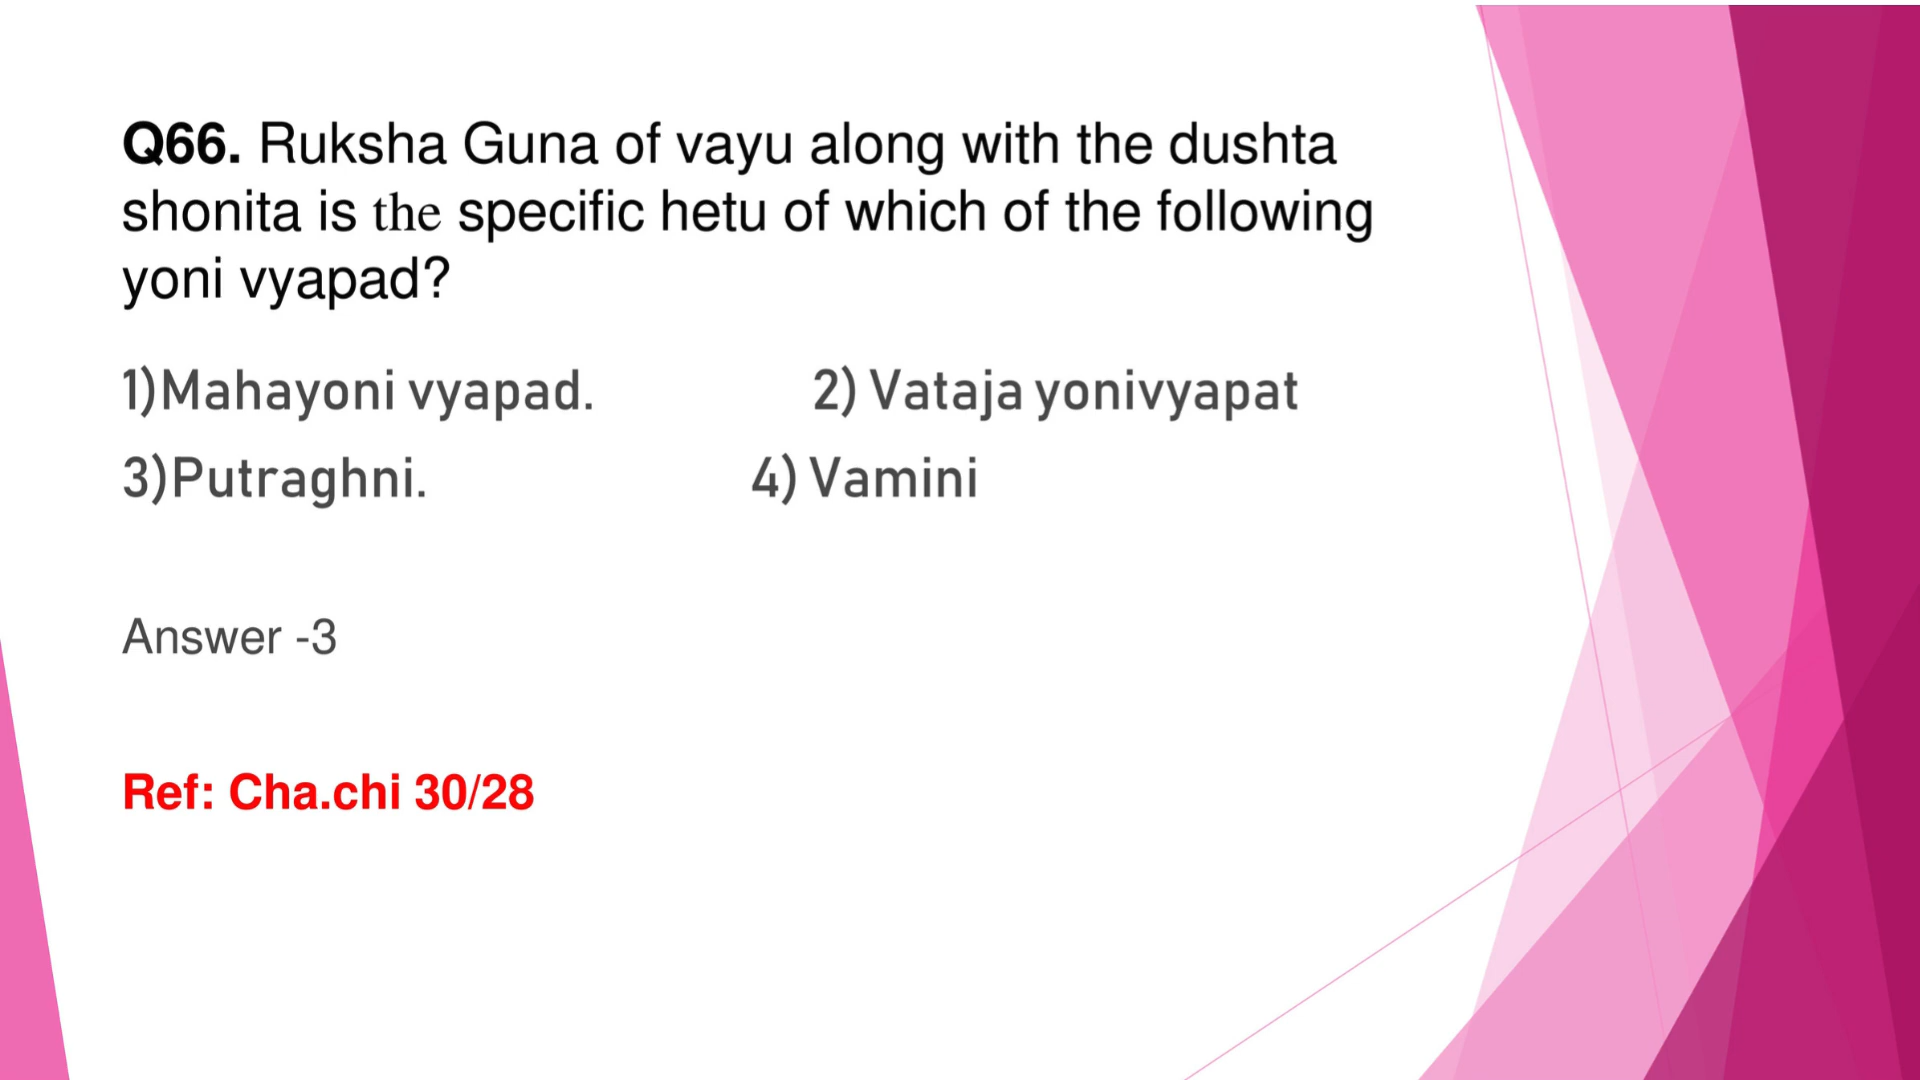 Q66. Ruksha Guna of vayu along with the dushta
shonita is the specific hetu of which of the following
yoni vyapad?
1)Mahayoni vyapad. 2) Vataja yonivyapat
3)Putraghni. 4) Vamini
Answer -3
Ref: Cha.chi 30/28